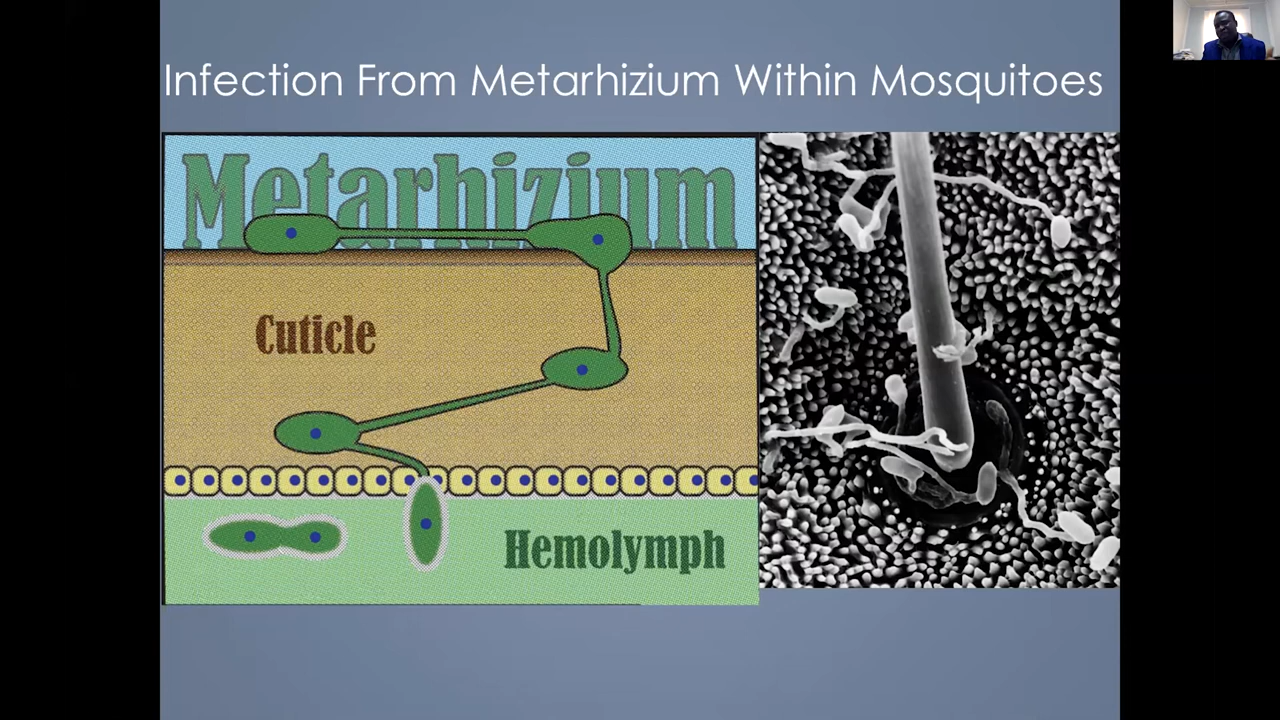 Infection From Metarhizium Within Mosquitoes
Metarhizium
Cuticle
Hemolymph